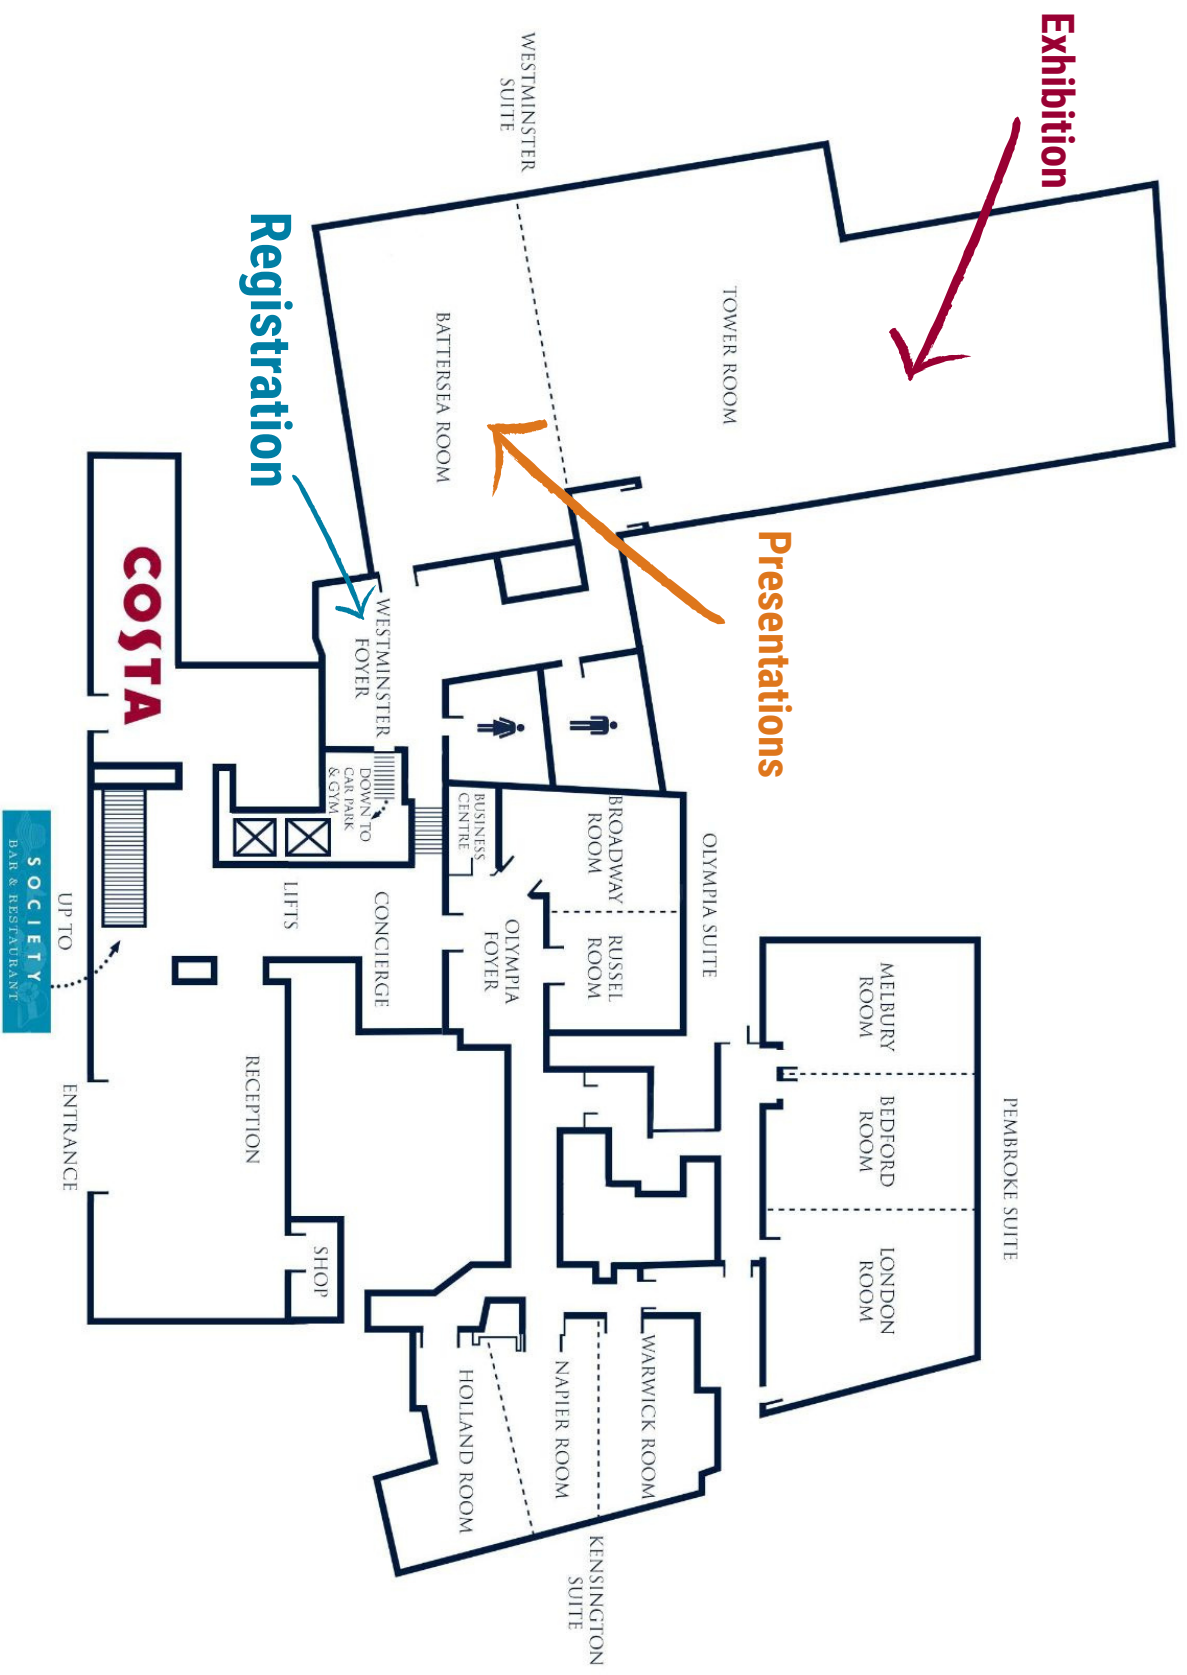 Exhibition
WESTMINSTER
SUITE
TOWER ROOM
BATTERSEA ROOM
Registration
Presentations
WESTMINSTER
FOYER
COSTA
DOWN TO
CAR PARK
& GYM
BUSINESS
CENTRE
BROADWAY
ROOM
RUSSEL
ROOM
OLYMPIA SUITE
OLYMPIA
FOYER
CONCIERGE
LIFTS
UP TO
SOCIETY
BAR & RESTAURANT
MELBURY
ROOM
BEDFORD
ROOM
LONDON
ROOM
PEMBROKE SUITE
RECEPTION
ENTRANCE
SHOP
WARWICK ROOM
NAPIER ROOM
HOLLAND ROOM
KENSINGTON
SUITE